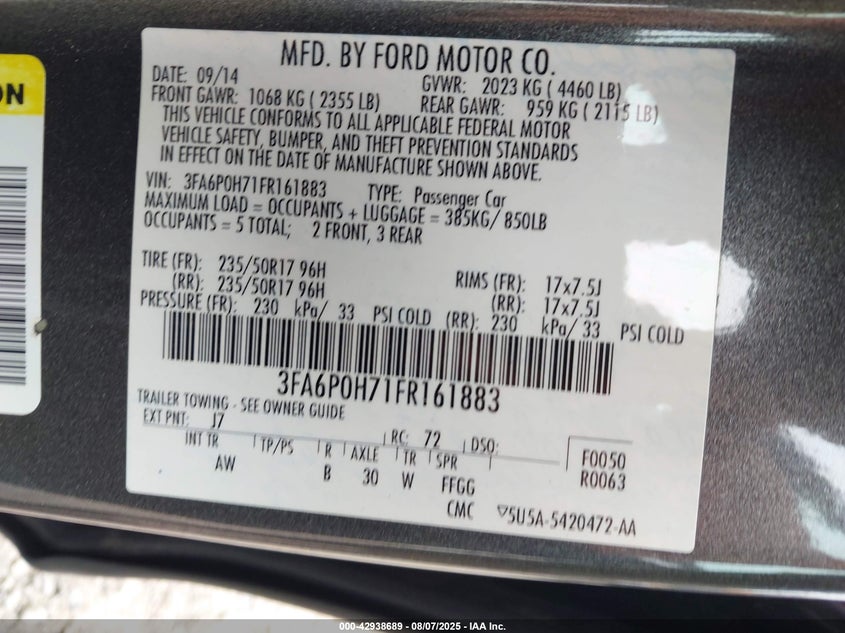 ON
MFD. BY FORD MOTOR CO.
DATE: 09/14 GVWR: 2023 KG ( 4460 LB)
FRONT GAWR: 1068 KG ( 2355 LB) REAR GAWR: 959 KG ( 2115 LB)
THIS VEHICLE CONFORMS TO ALL APPLICABLE FEDERAL MOTOR
VEHICLE SAFETY, BUMPER, AND THEFT PREVENTION STANDARDS
IN EFFECT ON THE DATE OF MANUFACTURE SHOWN ABOVE.
VIN: 3FA6P0H71FR161883 TYPE: Passenger Car
MAXIMUM LOAD = OCCUPANTS + LUGGAGE = 385KG/ 850LB
OCCUPANTS = 5 TOTAL; 2 FRONT, 3 REAR
TIRE (FR): 235/50R17 96H RIMS (FR): 17x7.5J
(RR): 235/50R17 96H (RR): 17x7.5J
PRESSURE (FR): 230 kPa/ 33 PSI COLD (RR): 230 kPa/ 33 PSI COLD
3FA6P0H71FR161883
TRAILER TOWING - SEE OWNER GUIDE
EXT PNT: J7 RC: 72 DSO:
INT TR TP/PS R AXLE TR SPR F0050
AW B 30 W FFGG R0063
CMC ▽5U5A-5420472-AA
000-42938689 - 08/07/2025 - IAA Inc.